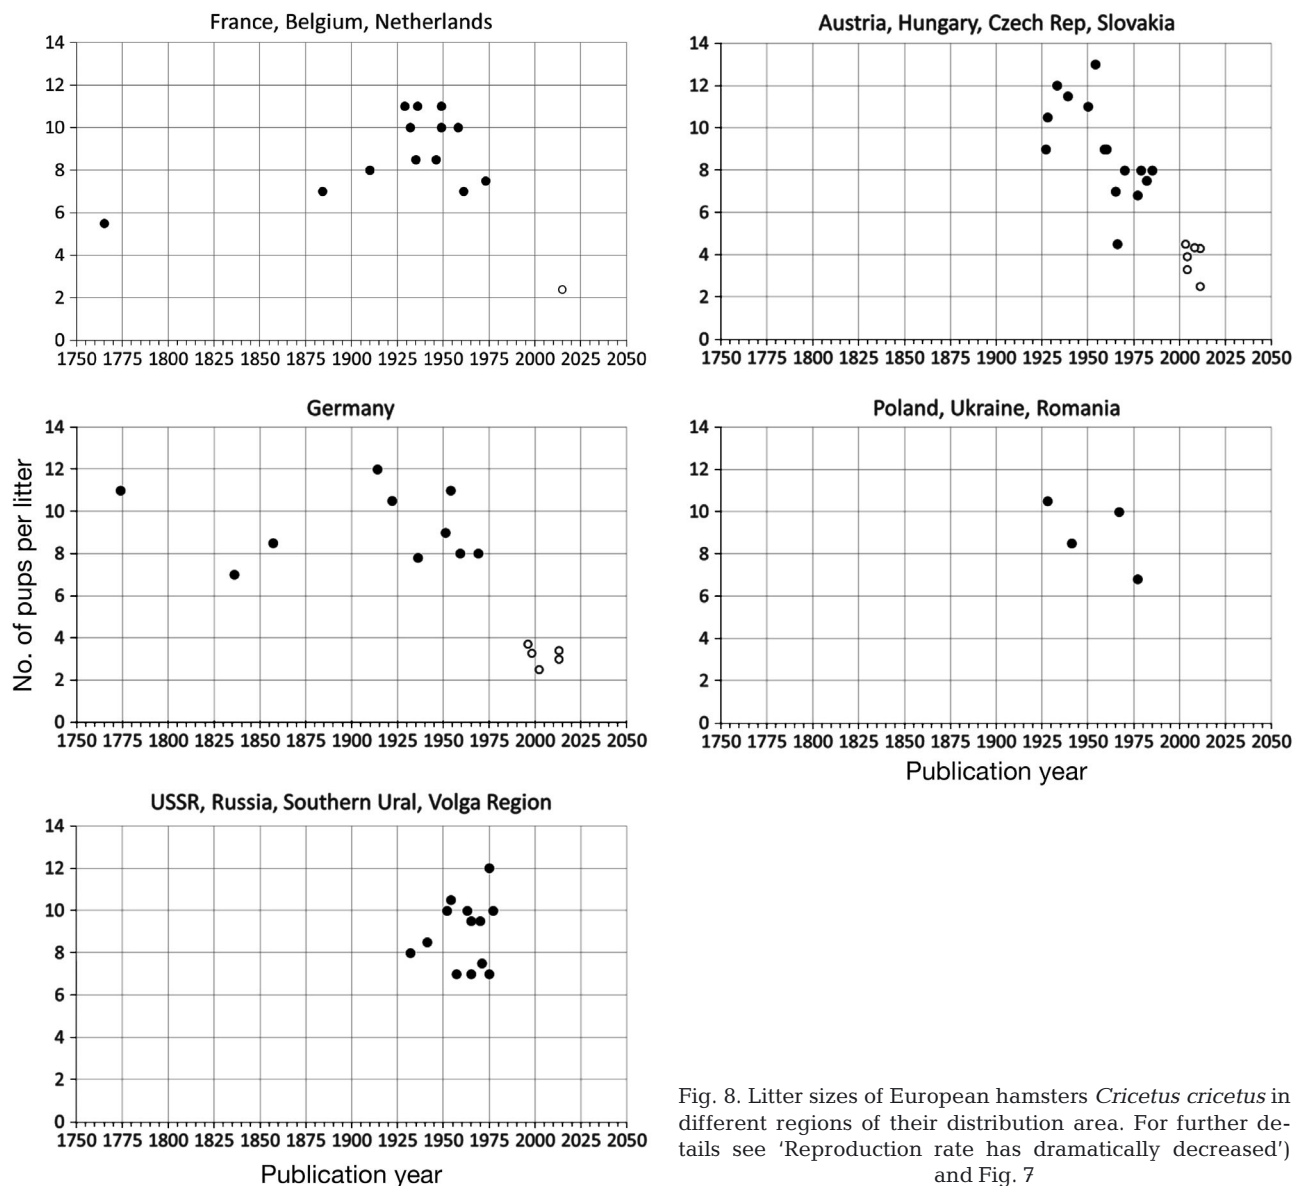 France, Belgium, Netherlands
14
12
10
8
6
4
2
0
1750 1775 1800 1825 1850 1875 1900 1925 1950 1975 2000 2025 2050
Austria, Hungary, Czech Rep, Slovakia
14
12
10
8
6
4
2
0
1750 1775 1800 1825 1850 1875 1900 1925 1950 1975 2000 2025 2050
Germany
No. of pups per litter
14
12
10
8
6
4
2
0
1750 1775 1800 1825 1850 1875 1900 1925 1950 1975 2000 2025 2050
Poland, Ukraine, Romania
14
12
10
8
6
4
2
0
1750 1775 1800 1825 1850 1875 1900 1925 1950 1975 2000 2025 2050
Publication year
USSR, Russia, Southern Ural, Volga Region
14
12
10
8
6
4
2
0
1750 1775 1800 1825 1850 1875 1900 1925 1950 1975 2000 2025 2050
Publication year
Fig. 8. Litter sizes of European hamsters Cricetus cricetus in
different regions of their distribution area. For further de-
tails see ‘Reproduction rate has dramatically decreased’)
and Fig. 7